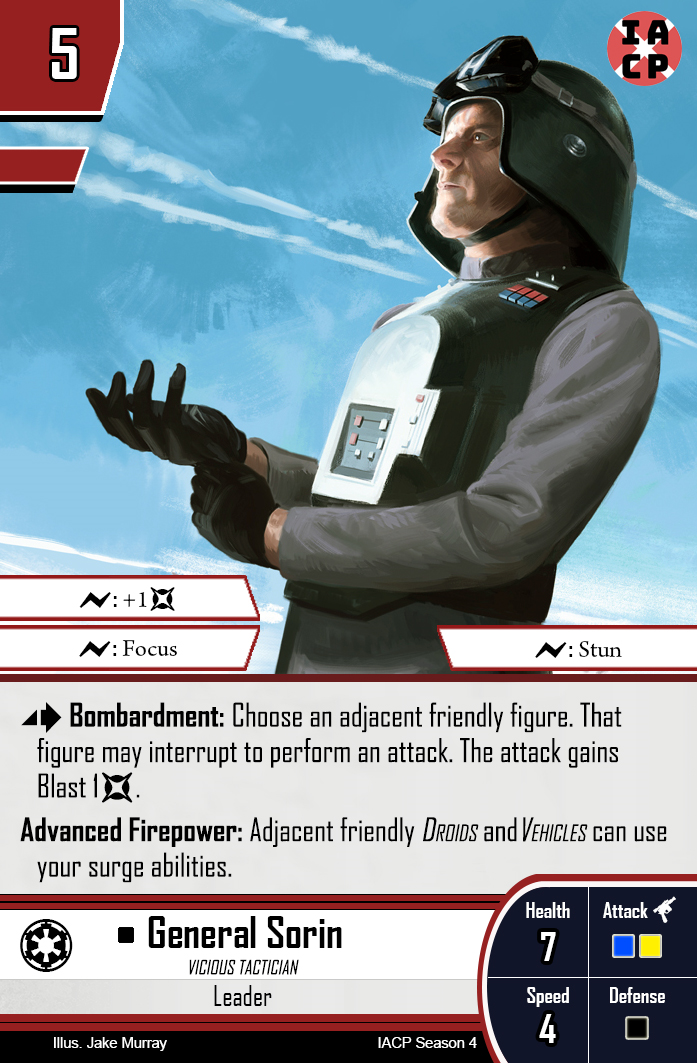 5
IA
CP
: +1
: Focus
: Stun
Bombardment: Choose an adjacent friendly figure. That
figure may interrupt to perform an attack. The attack gains
Blast 1 .
Advanced Firepower: Adjacent friendly DROIDS and VEHICLES can use
your surge abilities.
General Sorin
VICIOUS TACTICIAN
Leader
Health
7
Attack
Speed
4
Defense
Illus. Jake Murray
IACP Season 4